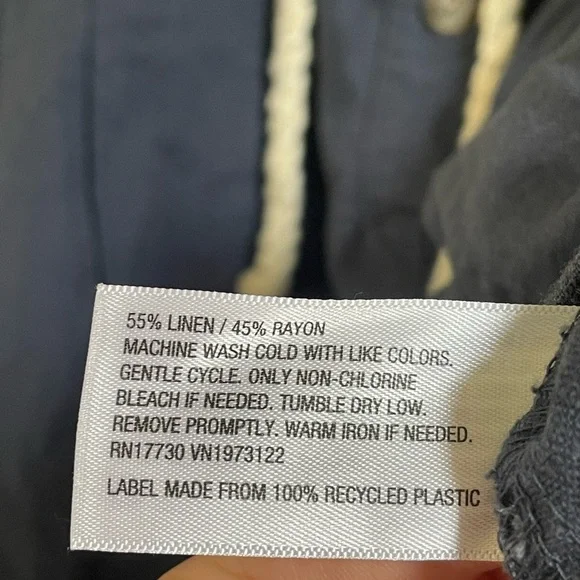 55% LINEN / 45% RAYON
MACHINE WASH COLD WITH LIKE COLORS.
GENTLE CYCLE. ONLY NON-CHLORINE
BLEACH IF NEEDED. TUMBLE DRY LOW.
REMOVE PROMPTLY. WARM IRON IF NEEDED.
RN17730 VN1973122
LABEL MADE FROM 100% RECYCLED PLASTIC